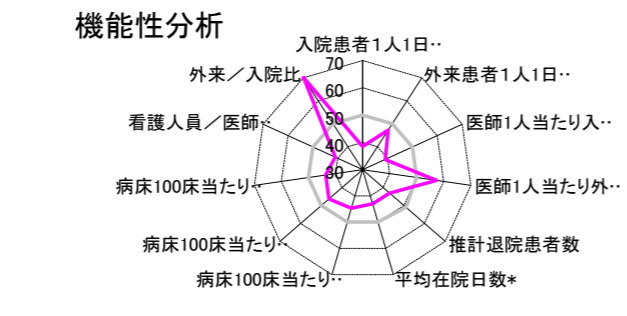 機能性分析
入院患者1人1日‥
外来患者1人1日‥
医師1人当たり入‥
医師1人当たり外‥
推計退院患者数
平均在院日数*
病床100床当たり‥
病床100床当たり‥
病床100床当たり‥
看護人員／医師‥
外来／入院比
70
60
50
40
30